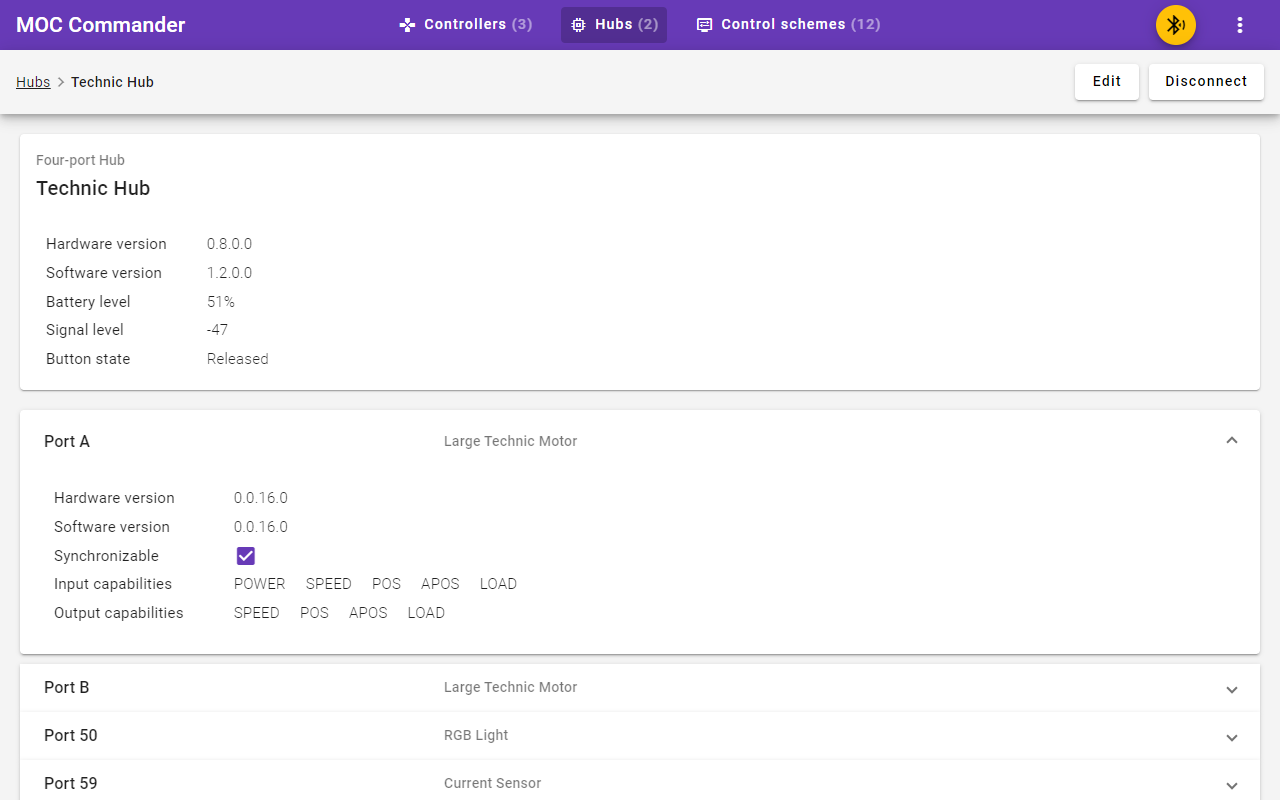 MOC Commander
Controllers (3)
Hubs (2)
Control schemes (12)
Hubs
Technic Hub
Edit
Disconnect
Four-port Hub
Technic Hub
Hardware version 0.8.0.0
Software version 1.2.0.0
Battery level 51%
Signal level -47
Button state Released
Port A Large Technic Motor
Hardware version 0.0.16.0
Software version 0.0.16.0
Synchronizable
Input capabilities POWER SPEED POS APOS LOAD
Output capabilities SPEED POS APOS LOAD
Port B Large Technic Motor
Port 50 RGB Light
Port 59 Current Sensor